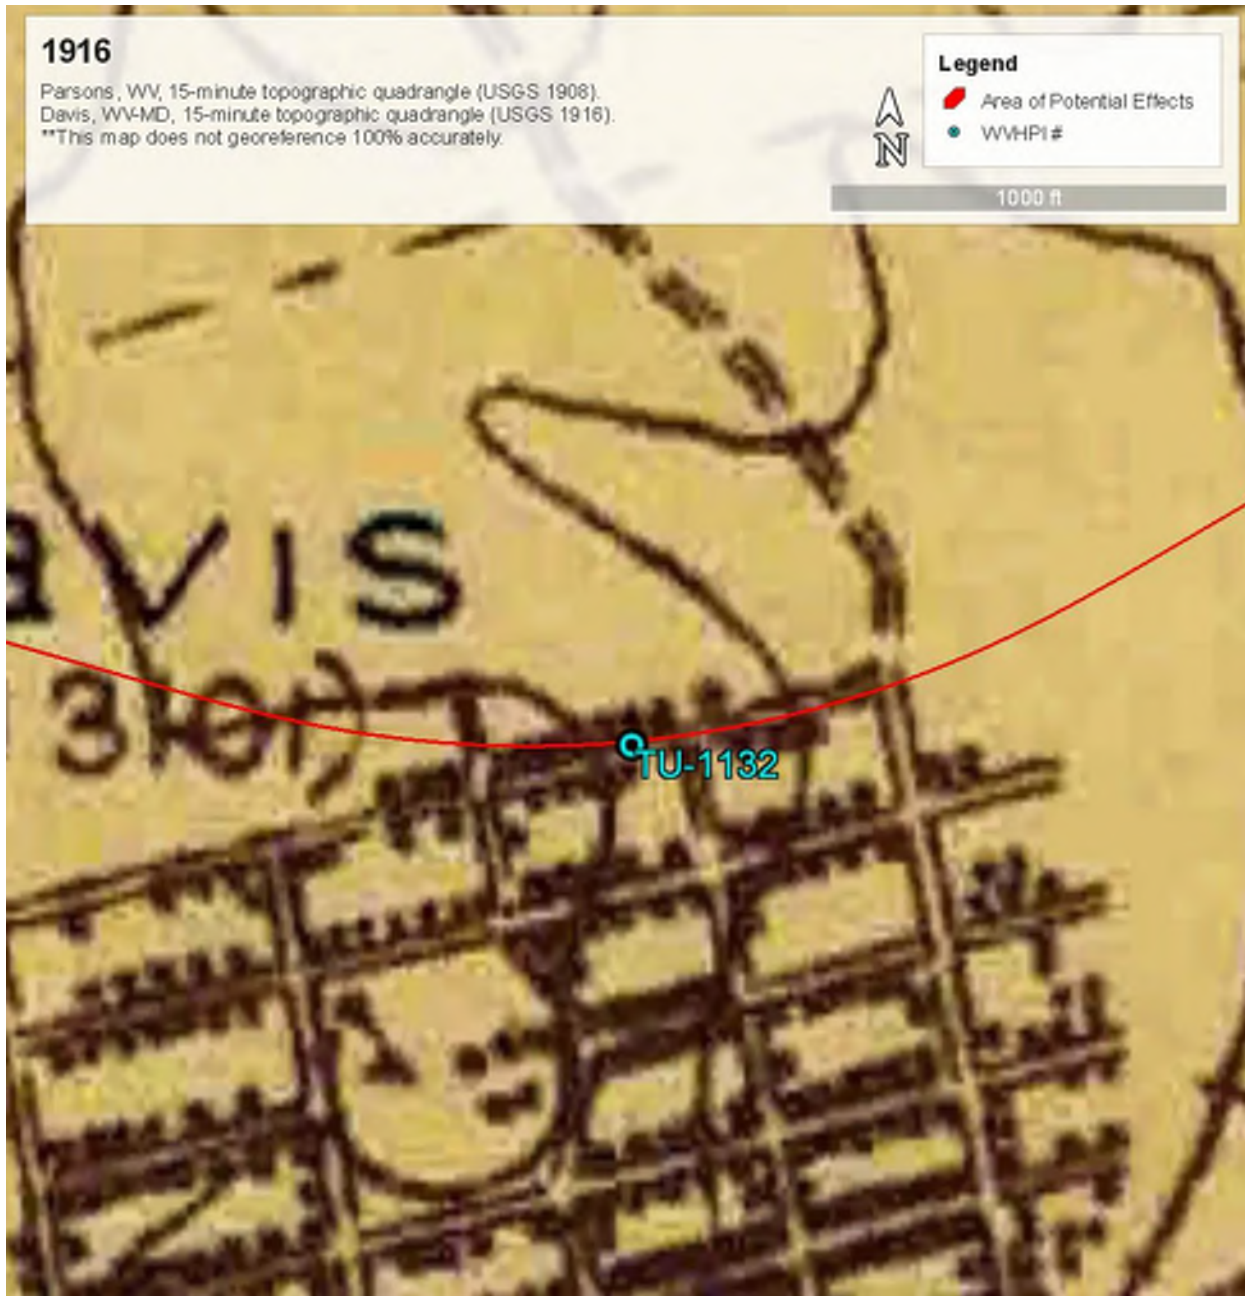 1916
Parsons, WV, 15-minute topographic quadrangle (USGS 1908).
Davis, WV-MD, 15-minute topographic quadrangle (USGS 1916).
**This map does not georeference 100% accurately.
N
Legend
Area of Potential Effects
WVHPI #
1000 ft
avis
TU-1132